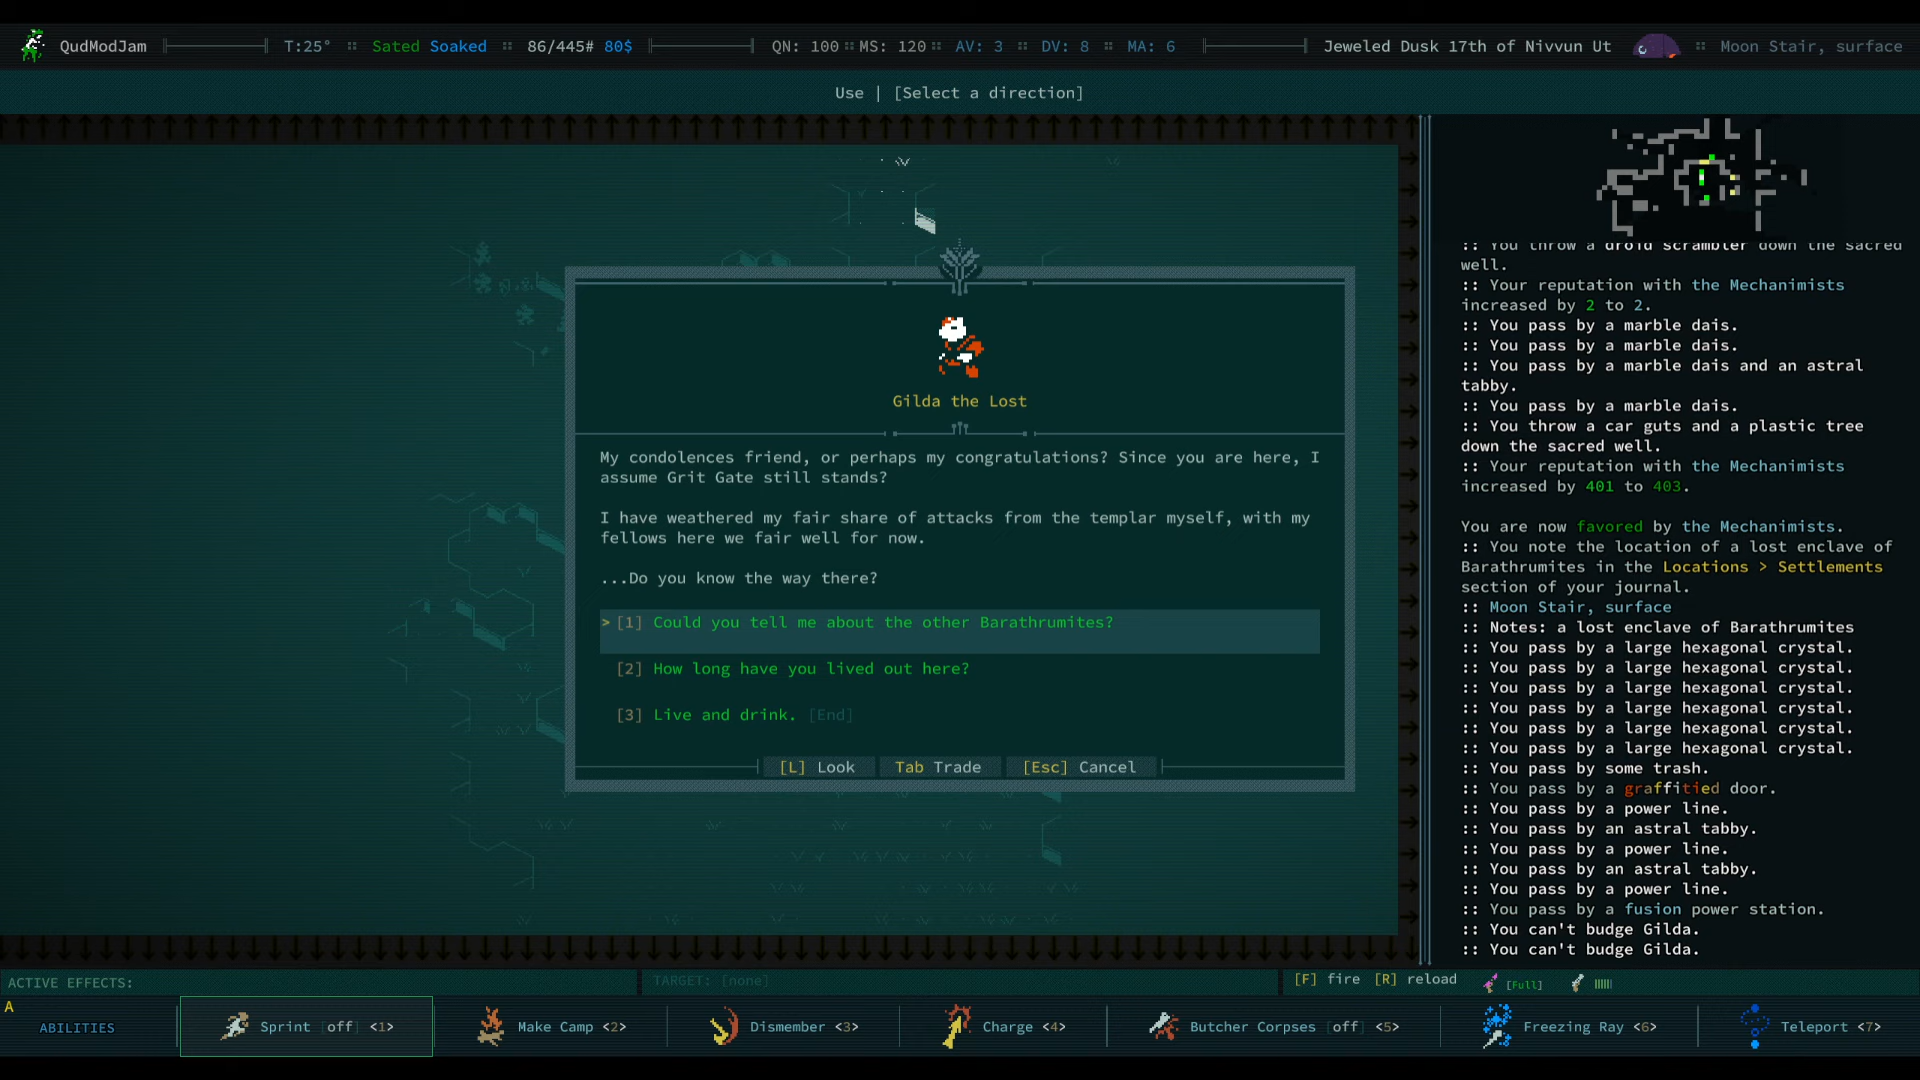 QudModJam T:25° :: Sated Soaked :: 86/445# 80$ QN: 100 :: MS: 120 :: AV: 3 :: DV: 8 :: MA: 6 Jeweled Dusk 17th of Nivvun Ut :: Moon Stair, surface
Use | [Select a direction]
Gilda the Lost
My condolences friend, or perhaps my congratulations? Since you are here, I
assume Grit Gate still stands?
I have weathered my fair share of attacks from the templar myself, with my
fellows here we fair well for now.
...Do you know the way there?
> [1] Could you tell me about the other Barathrumites?
[2] How long have you lived out here?
[3] Live and drink. [End]
[L] Look Tab Trade [Esc] Cancel
:: You throw a droid scrambler down the sacred
well.
:: Your reputation with the Mechanimists
increased by 2 to 2.
:: You pass by a marble dais.
:: You pass by a marble dais.
:: You pass by a marble dais and an astral
tabby.
:: You pass by a marble dais.
:: You throw a car guts and a plastic tree
down the sacred well.
:: Your reputation with the Mechanimists
increased by 401 to 403.
You are now favored by the Mechanimists.
:: You note the location of a lost enclave of
Barathrumites in the Locations > Settlements
section of your journal.
:: Moon Stair, surface
:: Notes: a lost enclave of Barathrumites
:: You pass by a large hexagonal crystal.
:: You pass by a large hexagonal crystal.
:: You pass by a large hexagonal crystal.
:: You pass by a large hexagonal crystal.
:: You pass by a large hexagonal crystal.
:: You pass by a large hexagonal crystal.
:: You pass by some trash.
:: You pass by a graffitied door.
:: You pass by a power line.
:: You pass by an astral tabby.
:: You pass by a power line.
:: You pass by an astral tabby.
:: You pass by a power line.
:: You pass by a fusion power station.
:: You can't budge Gilda.
:: You can't budge Gilda.
ACTIVE EFFECTS: TARGET: [none] [F] fire [R] reload [Full]
A
ABILITIES Sprint [off] <1> Make Camp <2> Dismember <3> Charge <4> Butcher Corpses [off] <5> Freezing Ray <6> Teleport <7>